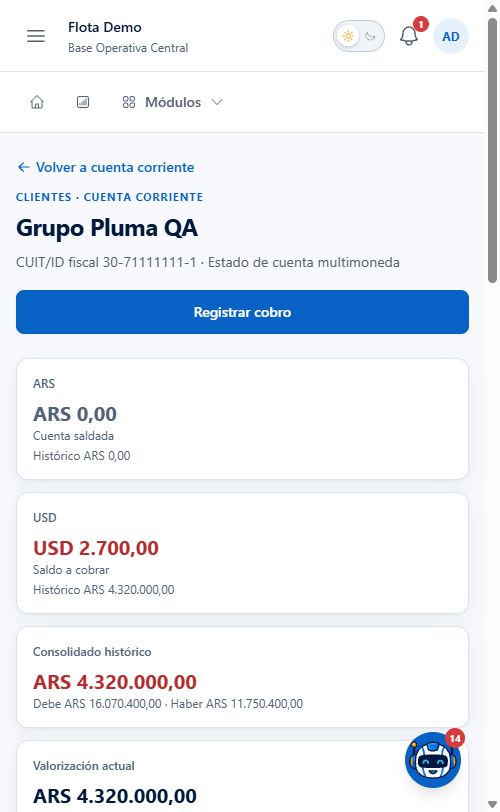 Flota Demo
Base Operativa Central
1
AD
Módulos
← Volver a cuenta corriente
CLIENTES · CUENTA CORRIENTE
Grupo Pluma QA
CUIT/ID fiscal 30-71111111-1 · Estado de cuenta multimoneda
Registrar cobro
ARS
ARS 0,00
Cuenta saldada
Histórico ARS 0,00
USD
USD 2.700,00
Saldo a cobrar
Histórico ARS 4.320.000,00
Consolidado histórico
ARS 4.320.000,00
Debe ARS 16.070.400,00 · Haber ARS 11.750.400,00
14
Valorización actual
ARS 4.320.000,00